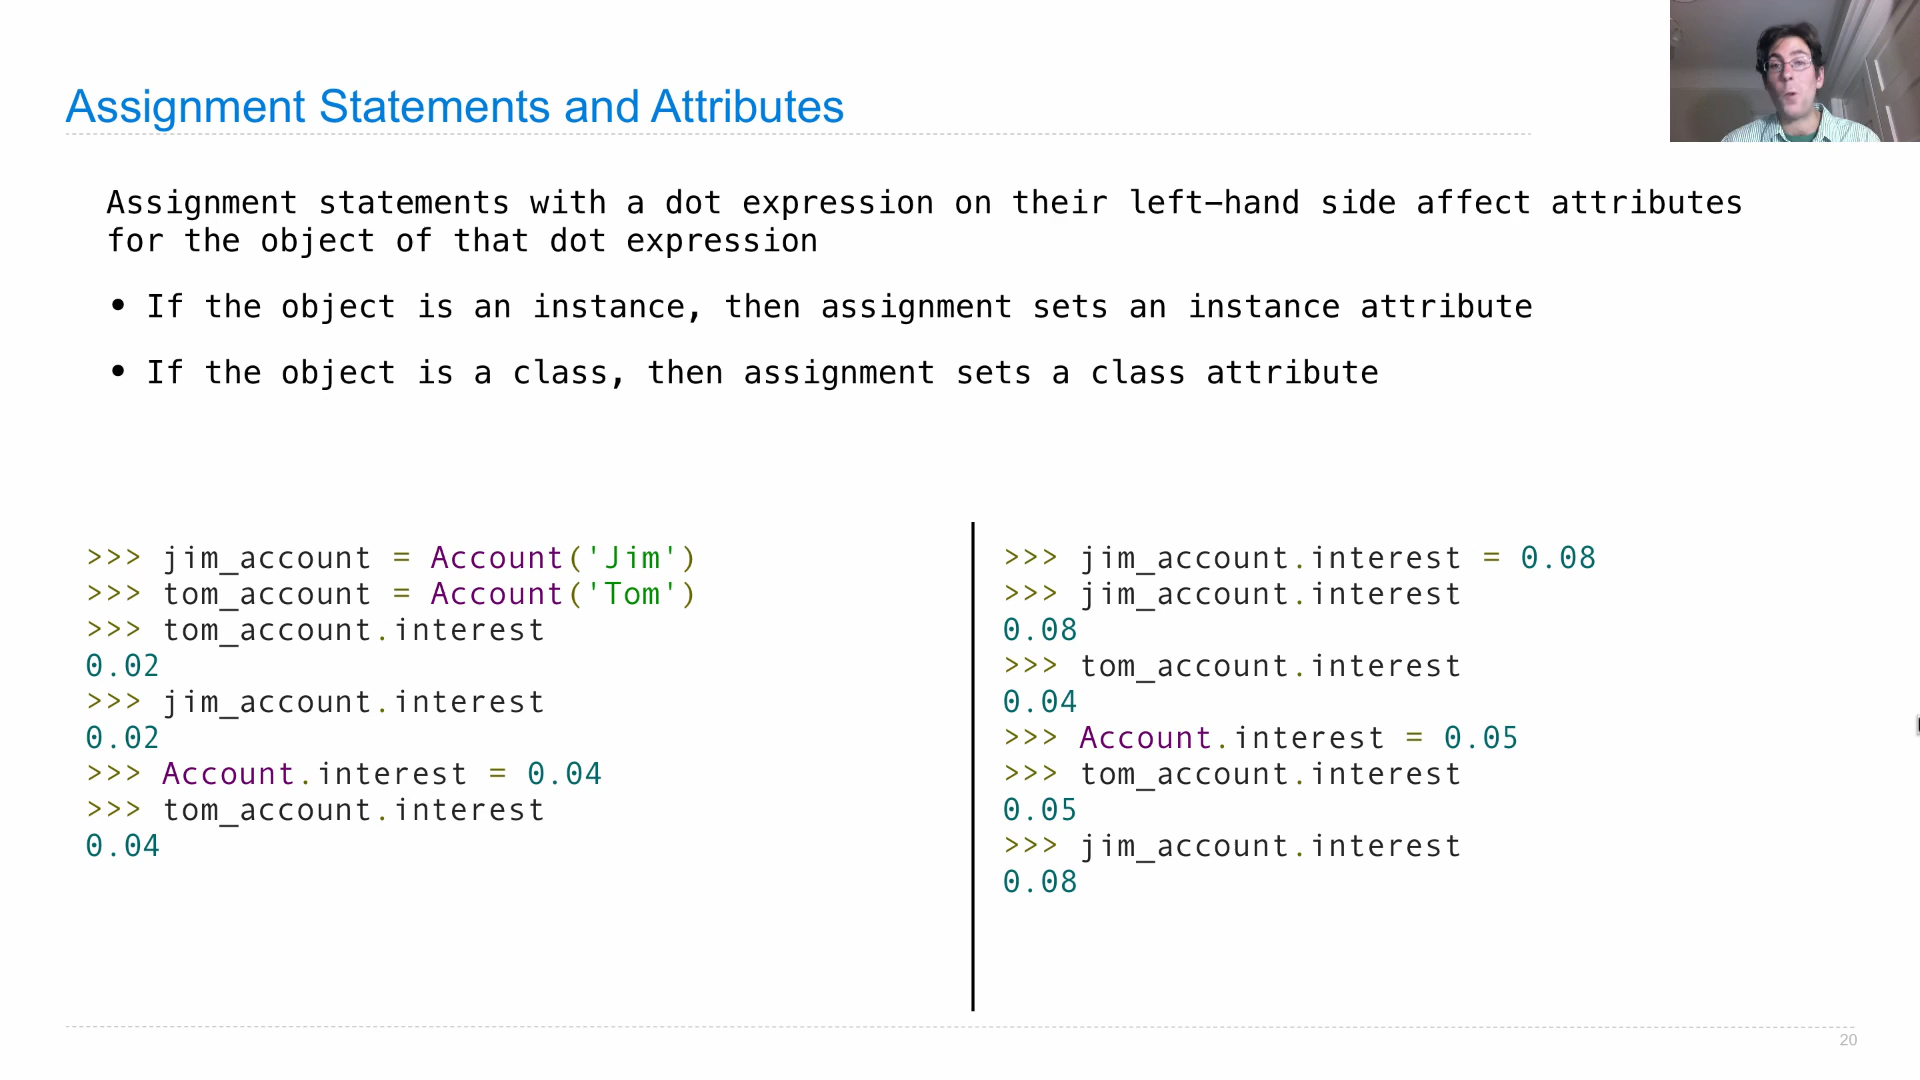 Assignment Statements and Attributes
Assignment statements with a dot expression on their left-hand side affect attributes
for the object of that dot expression
• If the object is an instance, then assignment sets an instance attribute
• If the object is a class, then assignment sets a class attribute
>>> jim_account = Account('Jim')
>>> tom_account = Account('Tom')
>>> tom_account.interest
0.02
>>> jim_account.interest
0.02
>>> Account.interest = 0.04
>>> tom_account.interest
0.04
>>> jim_account.interest = 0.08
>>> jim_account.interest
0.08
>>> tom_account.interest
0.04
>>> Account.interest = 0.05
>>> tom_account.interest
0.05
>>> jim_account.interest
0.08
20